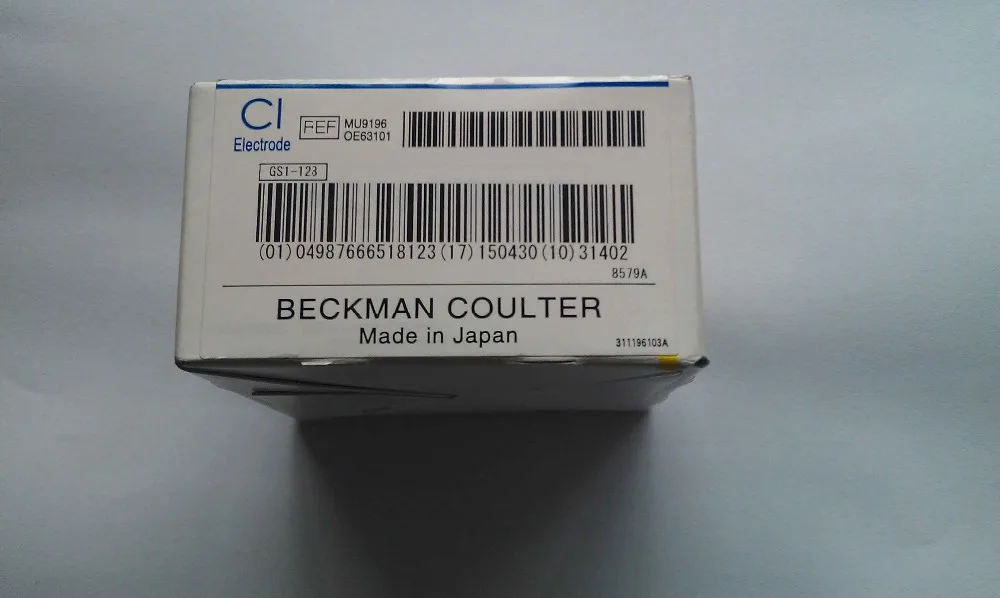 Cl
Electrode
REF
MU9196
OE63101
GS1-128
(01)04987666518123(17)150430(10)31402
8579A
BECKMAN COULTER
Made in Japan
311196103A